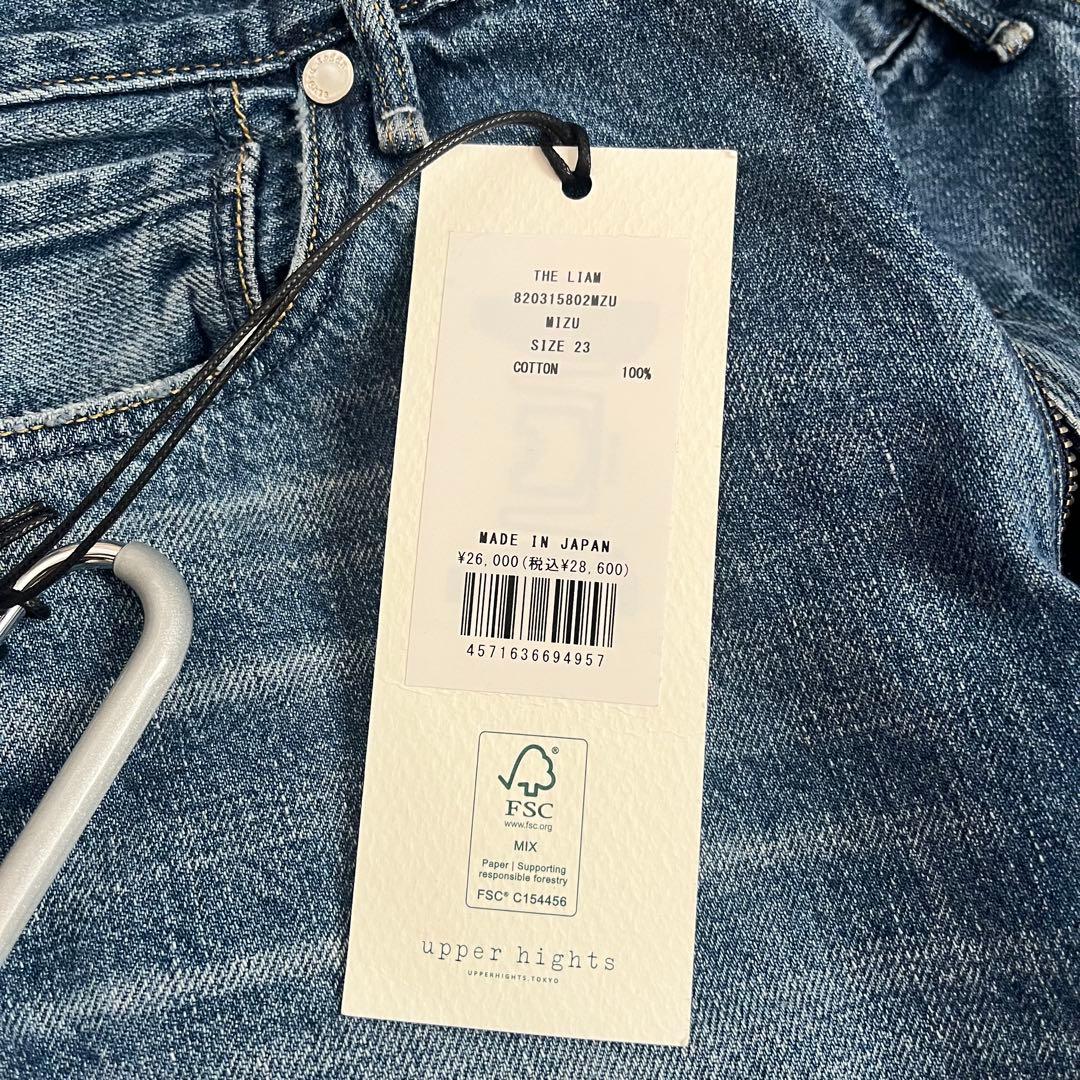 THE LIAM
820315802MZU
MIZU
SIZE 23
COTTON 100%
MADE IN JAPAN
¥26,000(税込¥28,600)
4571636694957
FSC®
www.fsc.org
MIX
Paper | Supporting
responsible forestry
FSC® C154456
upper hights
UPPERHIGHTS.TOKYO